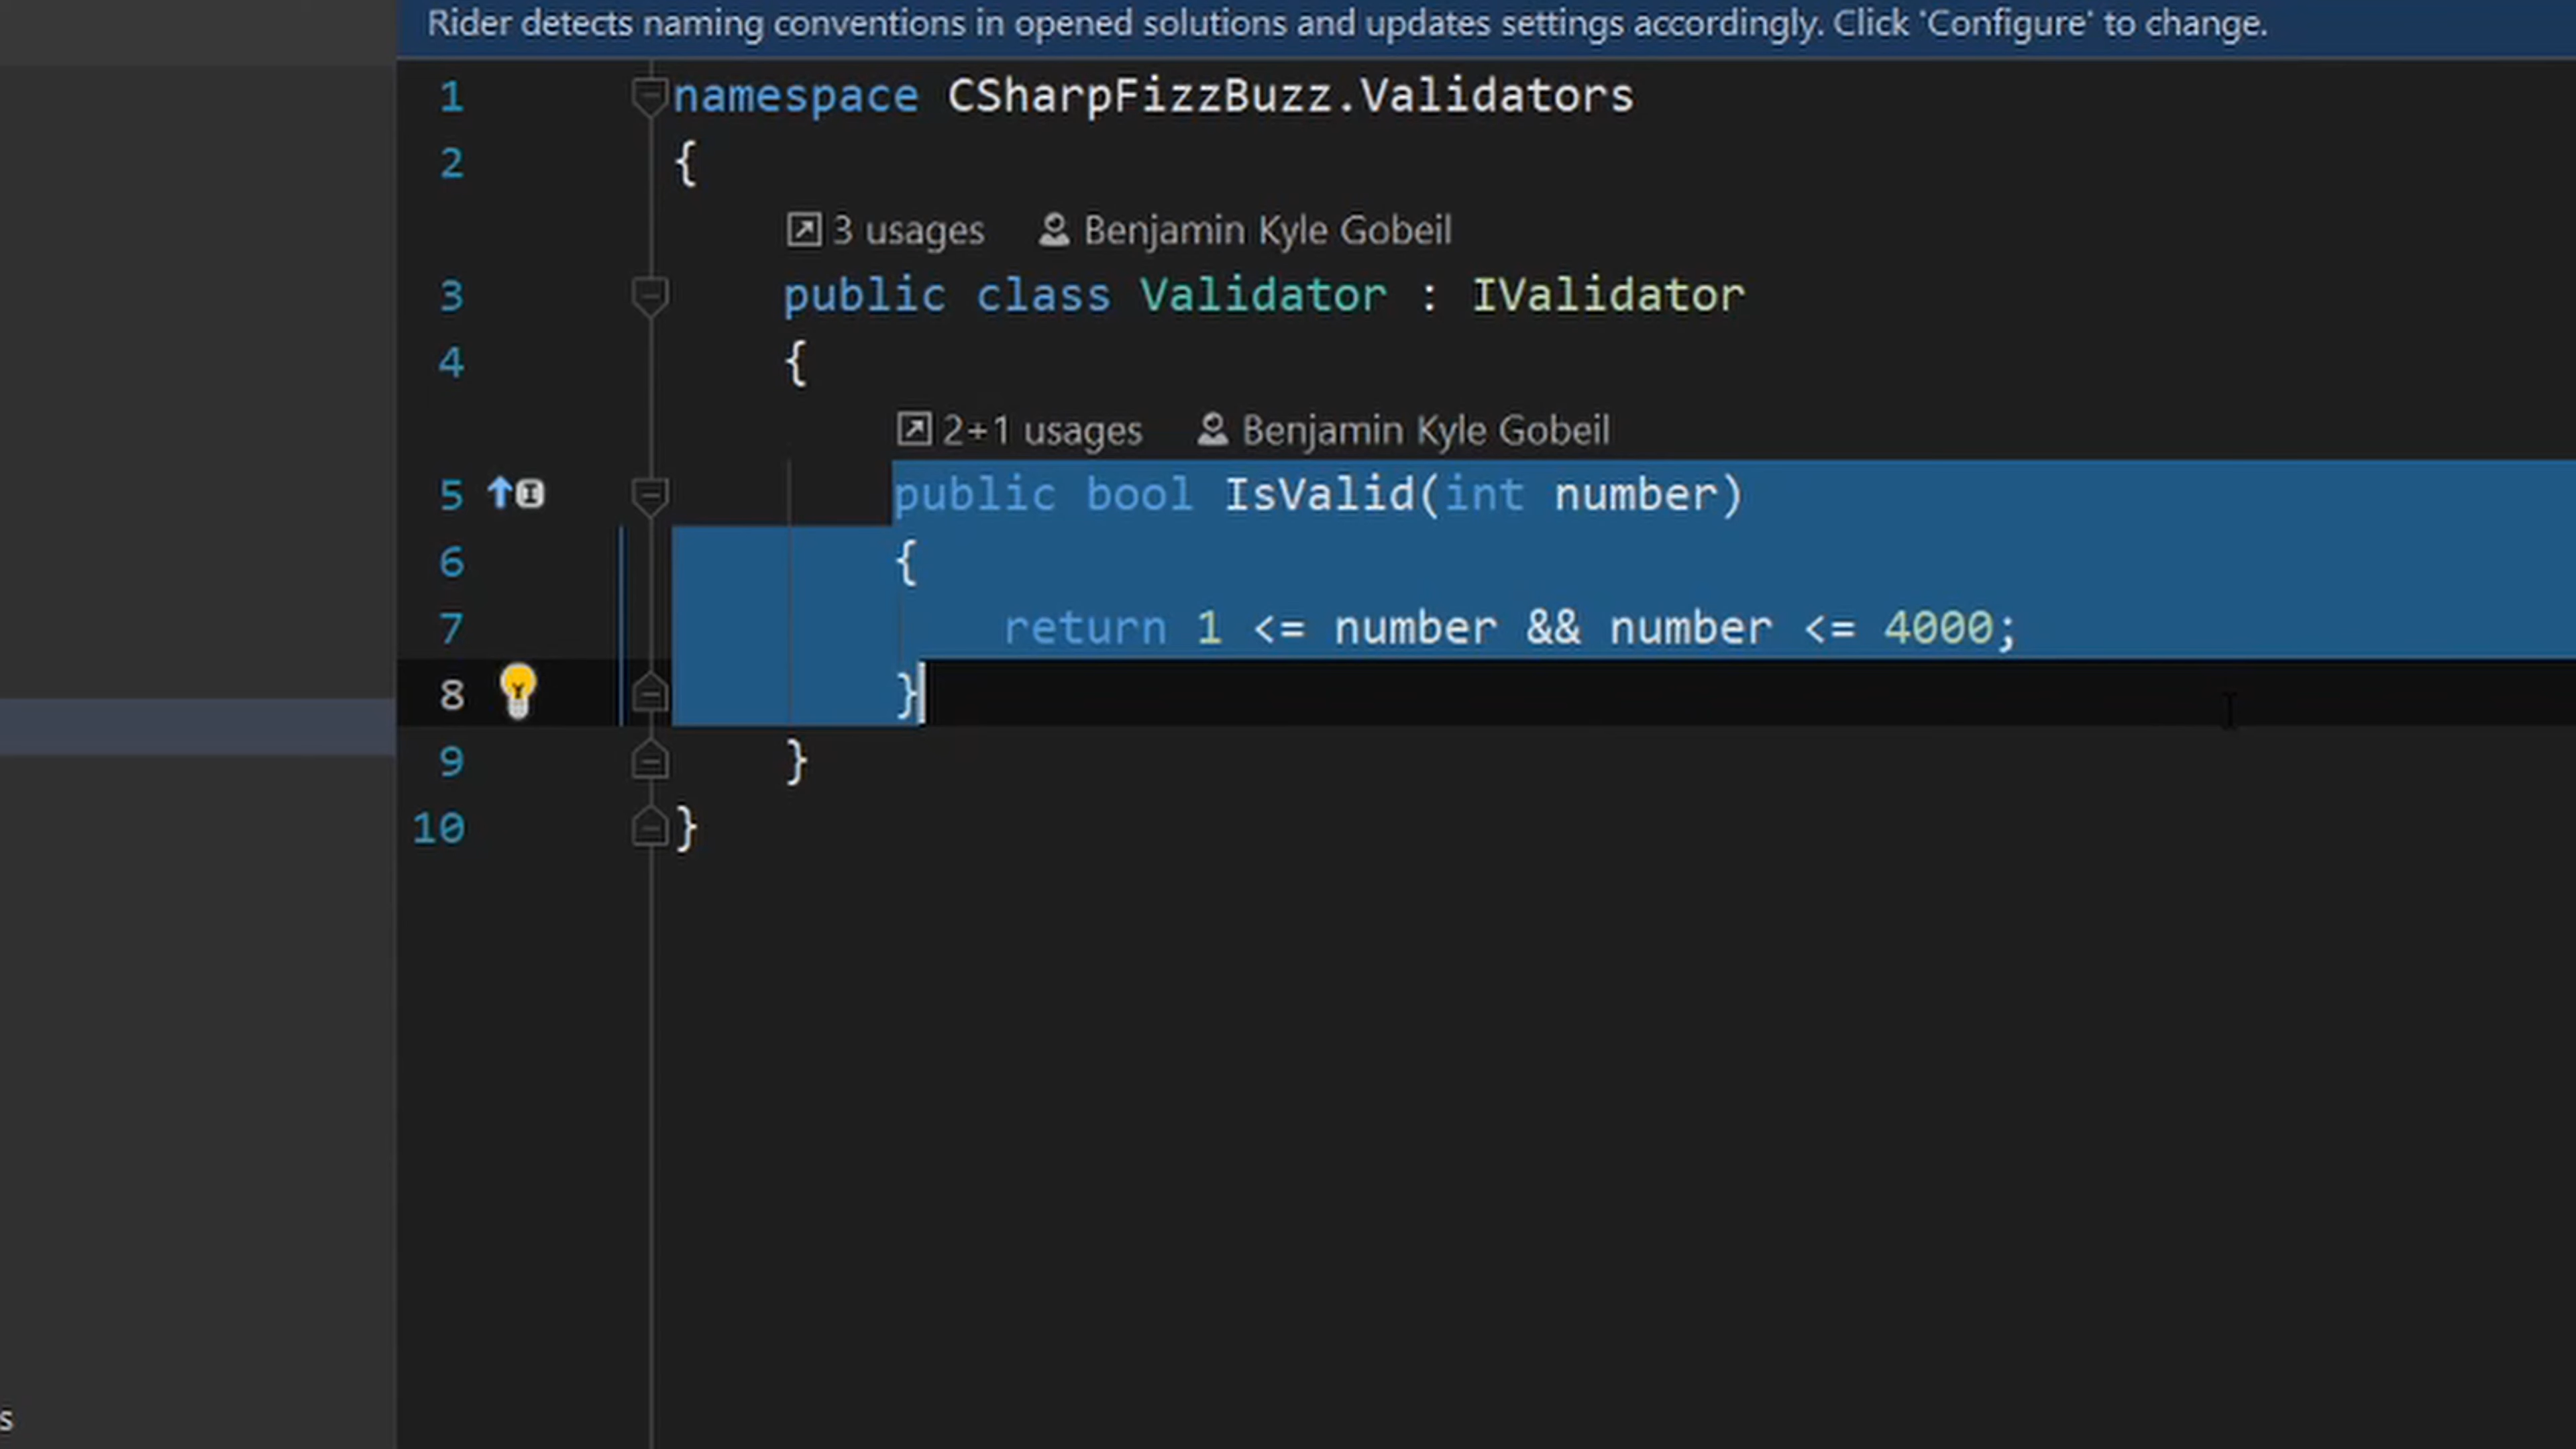 Rider detects naming conventions in opened solutions and updates settings accordingly. Click 'Configure' to change.
1 namespace CSharpFizzBuzz.Validators
2 {
3 usages Benjamin Kyle Gobeil
3 public class Validator : IValidator
4 {
2+1 usages Benjamin Kyle Gobeil
5 public bool IsValid(int number)
6 {
7 return 1 <= number && number <= 4000;
8 }
9 }
10 }
s